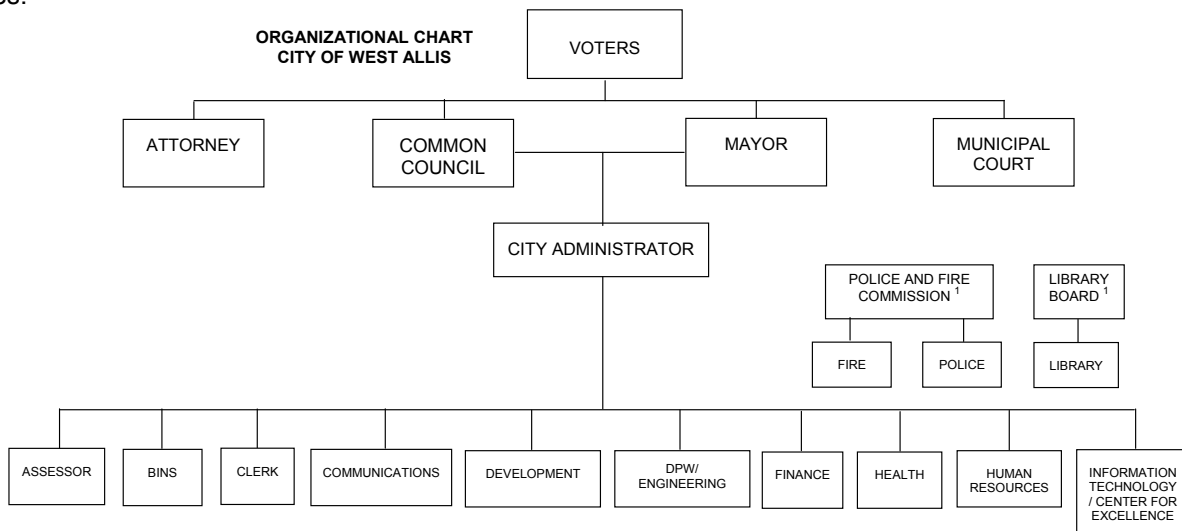 ORGANIZATIONAL CHART
CITY OF WEST ALLIS
VOTERS
ATTORNEY
COMMON
COUNCIL
MAYOR
MUNICIPAL
COURT
CITY ADMINISTRATOR
POLICE AND FIRE
COMMISSION 1
LIBRARY
BOARD 1
FIRE
POLICE
LIBRARY
ASSESSOR
BINS
CLERK
COMMUNICATIONS
DEVELOPMENT
DPW/
ENGINEERING
FINANCE
HEALTH
HUMAN
RESOURCES
INFORMATION
TECHNOLOGY
/ CENTER FOR
EXCELLENCE